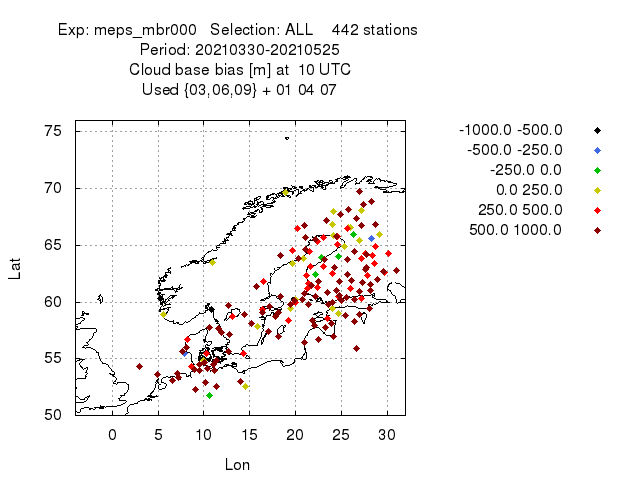 Exp: meps_mbr000   Selection: ALL    442 stations
Period: 20210330-20210525
Cloud base bias [m] at  10 UTC
Used {03,06,09} + 01 04 07
-1000.0 -500.0
-500.0 -250.0
-250.0 0.0
0.0 250.0
250.0 500.0
500.0 1000.0
75
70
65
60
55
50
Lat
0 5 10 15 20 25 30
Lon